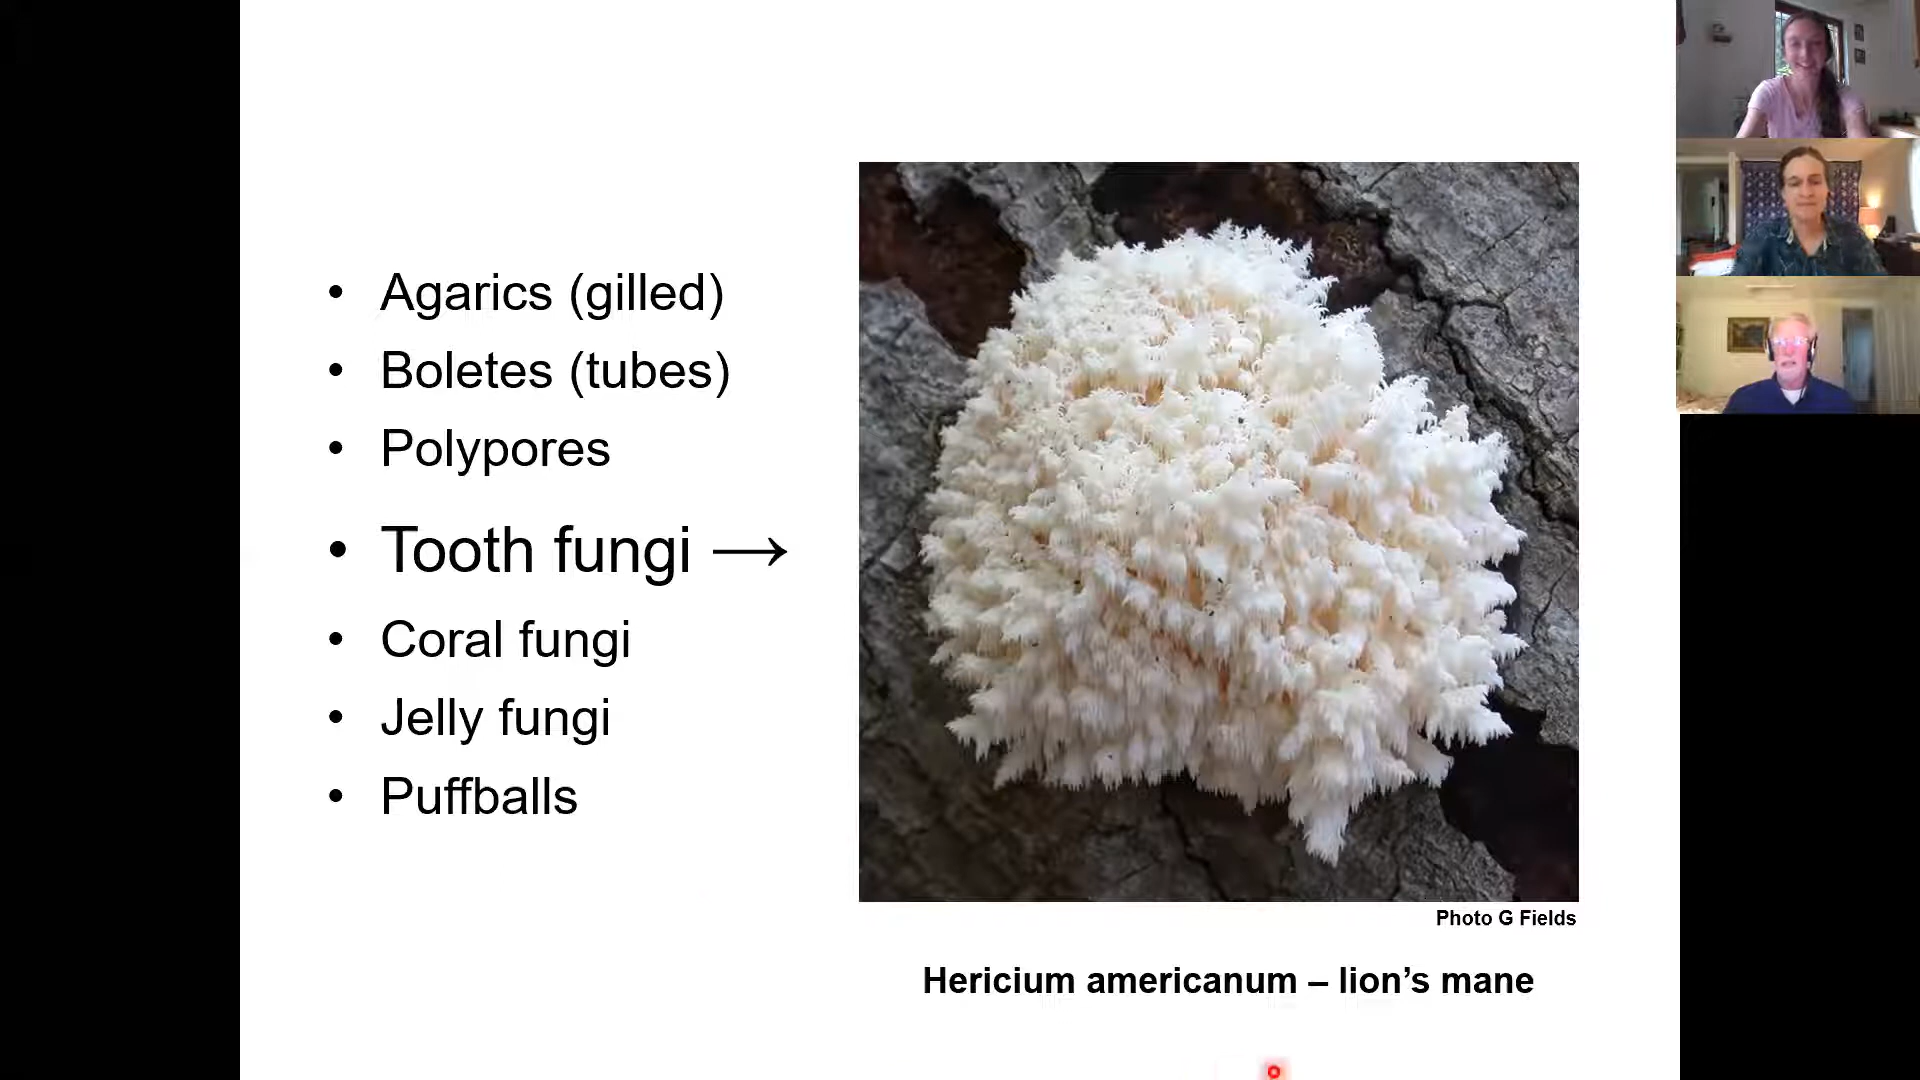 • Agarics (gilled)
• Boletes (tubes)
• Polypores
• Tooth fungi →
• Coral fungi
• Jelly fungi
• Puffballs
Photo G Fields
Hericium americanum – lion’s mane